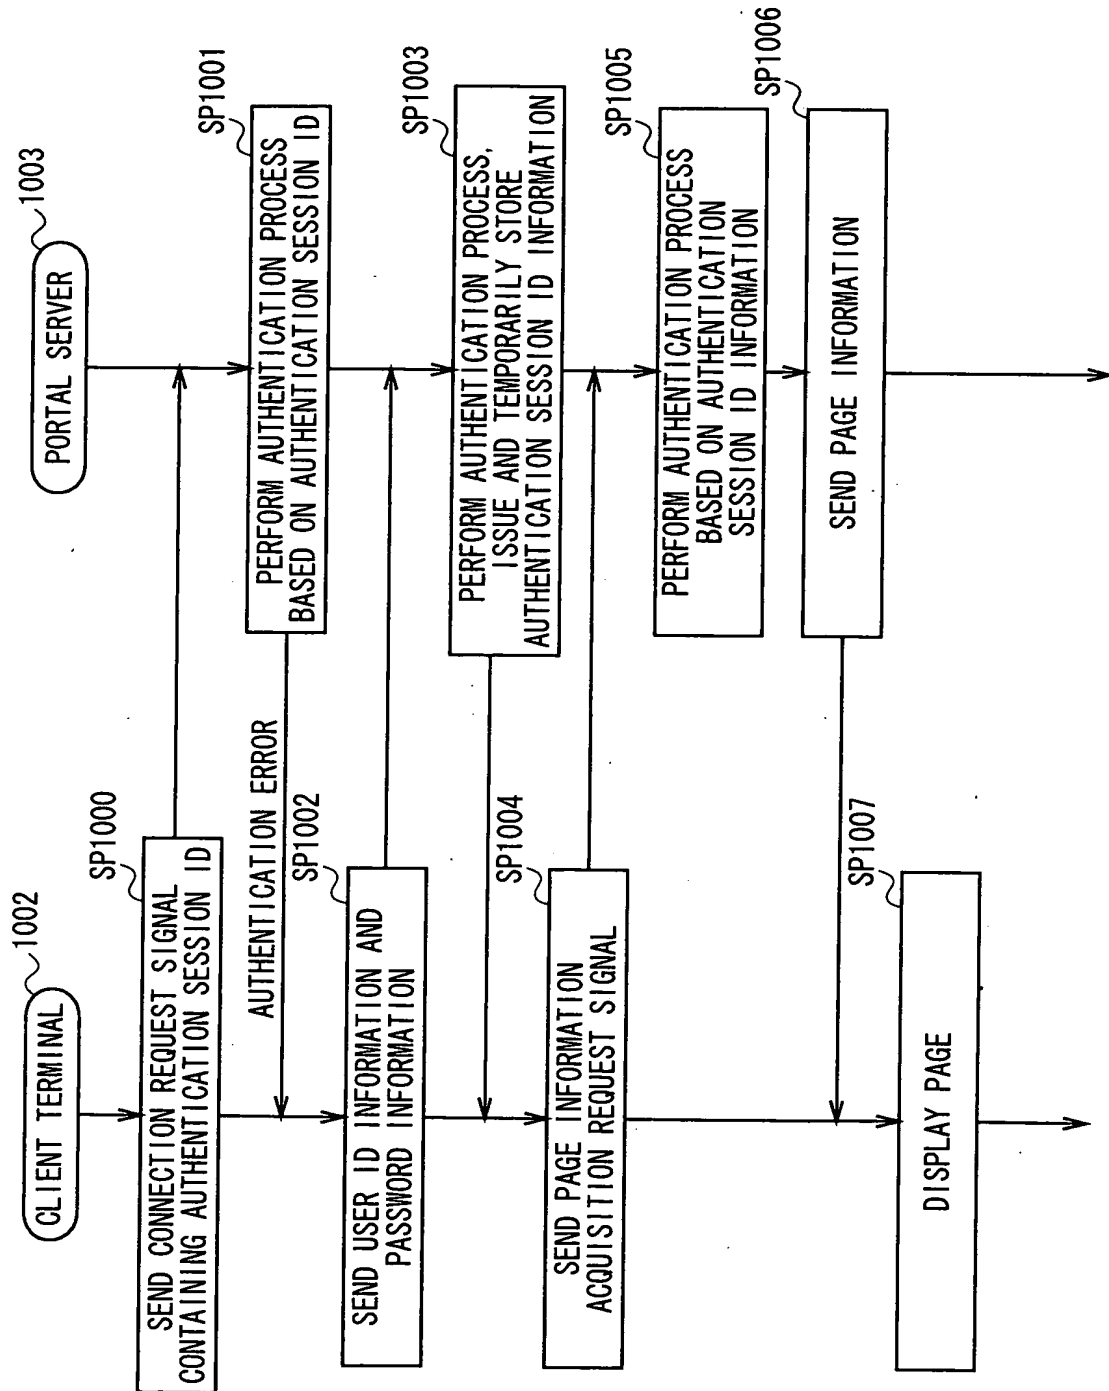 CLIENT TERMINAL
1002
PORTAL SERVER
1003
SP1000
SEND CONNECTION REQUEST SIGNAL
CONTAINING AUTHENTICATION SESSION ID
SP1001
PERFORM AUTHENTICATION PROCESS
BASED ON AUTHENTICATION SESSION ID
AUTHENTICATION ERROR
SP1002
SEND USER ID INFORMATION AND
PASSWORD INFORMATION
SP1003
PERFORM AUTHENTICATION PROCESS,
ISSUE AND TEMPORARILY STORE
AUTHENTICATION SESSION ID INFORMATION
SP1004
SEND PAGE INFORMATION
ACQUISITION REQUEST SIGNAL
SP1005
PERFORM AUTHENTICATION PROCESS
BASED ON AUTHENTICATION
SESSION ID INFORMATION
SP1006
SEND PAGE INFORMATION
SP1007
DISPLAY PAGE